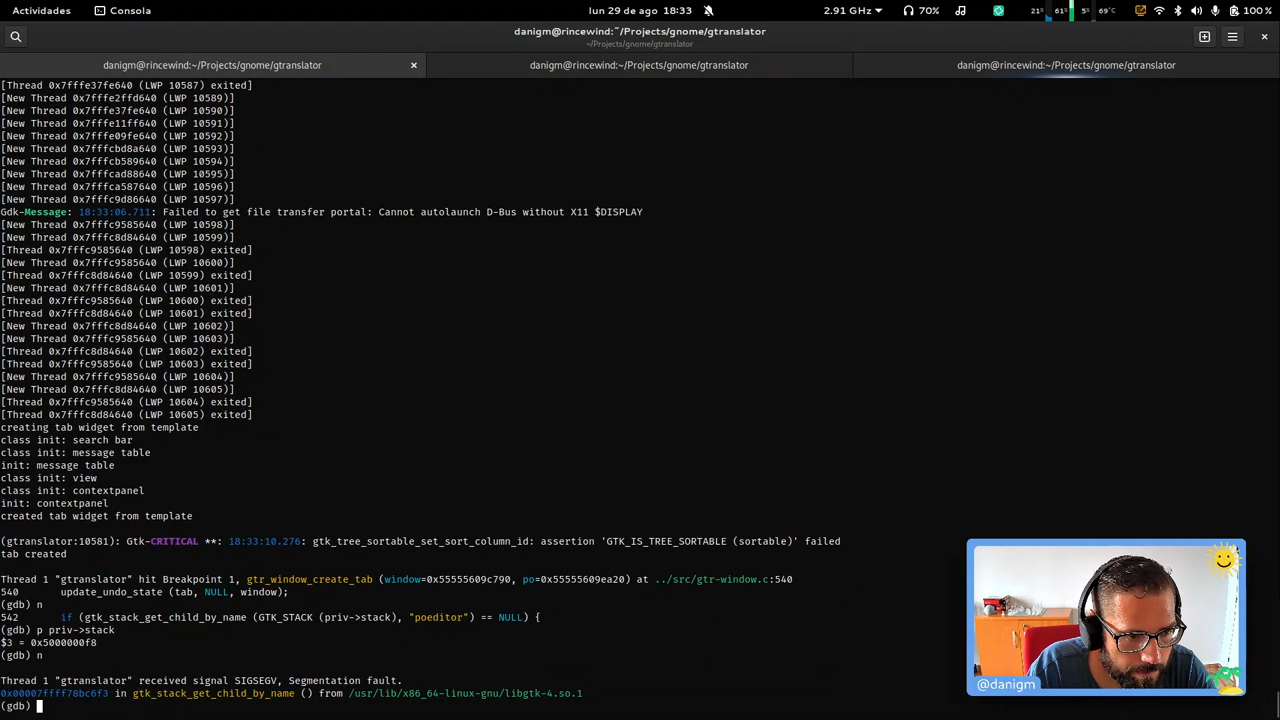 Actividades
Consola
lun 29 de ago 18:33
2.91 GHz
70%
21%
61%
5%
69°C
100 %
danigm@rincewind:~/Projects/gnome/gtranslator
~/Projects/gnome/gtranslator
danigm@rincewind:~/Projects/gnome/gtranslator
danigm@rincewind:~/Projects/gnome/gtranslator
danigm@rincewind:~/Projects/gnome/gtranslator
[Thread 0x7fffe37fe640 (LWP 10587) exited]
[New Thread 0x7fffe2ffd640 (LWP 10589)]
[New Thread 0x7fffe37fe640 (LWP 10590)]
[New Thread 0x7fffe11ff640 (LWP 10591)]
[New Thread 0x7fffe09fe640 (LWP 10592)]
[New Thread 0x7fffcbd8a640 (LWP 10593)]
[New Thread 0x7fffcb589640 (LWP 10594)]
[New Thread 0x7fffcad88640 (LWP 10595)]
[New Thread 0x7fffca587640 (LWP 10596)]
[New Thread 0x7fffc9d86640 (LWP 10597)]
Gdk-Message: 18:33:06.711: Failed to get file transfer portal: Cannot autolaunch D-Bus without X11 $DISPLAY
[New Thread 0x7fffc9585640 (LWP 10598)]
[New Thread 0x7fffc8d84640 (LWP 10599)]
[Thread 0x7fffc9585640 (LWP 10598) exited]
[New Thread 0x7fffc9585640 (LWP 10600)]
[Thread 0x7fffc8d84640 (LWP 10599) exited]
[New Thread 0x7fffc8d84640 (LWP 10601)]
[Thread 0x7fffc9585640 (LWP 10600) exited]
[Thread 0x7fffc8d84640 (LWP 10601) exited]
[New Thread 0x7fffc8d84640 (LWP 10602)]
[New Thread 0x7fffc9585640 (LWP 10603)]
[Thread 0x7fffc8d84640 (LWP 10602) exited]
[Thread 0x7fffc9585640 (LWP 10603) exited]
[New Thread 0x7fffc9585640 (LWP 10604)]
[New Thread 0x7fffc8d84640 (LWP 10605)]
[Thread 0x7fffc9585640 (LWP 10604) exited]
[Thread 0x7fffc8d84640 (LWP 10605) exited]
creating tab widget from template
class init: search bar
class init: message table
init: message table
class init: view
class init: contextpanel
init: contextpanel
created tab widget from template
(gtranslator:10581): Gtk-CRITICAL **: 18:33:10.276: gtk_tree_sortable_set_sort_column_id: assertion 'GTK_IS_TREE_SORTABLE (sortable)' failed
tab created
Thread 1 "gtranslator" hit Breakpoint 1, gtr_window_create_tab (window=0x55555609c790, po=0x55555609ea20) at ../src/gtr-window.c:540
540 update_undo_state (tab, NULL, window);
(gdb) n
542 if (gtk_stack_get_child_by_name (GTK_STACK (priv->stack), "poeditor") == NULL) {
(gdb) p priv->stack
$3 = 0x5000000f8
(gdb) n
Thread 1 "gtranslator" received signal SIGSEGV, Segmentation fault.
0x00007ffff78bc6f3 in gtk_stack_get_child_by_name () from /usr/lib/x86_64-linux-gnu/libgtk-4.so.1
(gdb)
@danigm